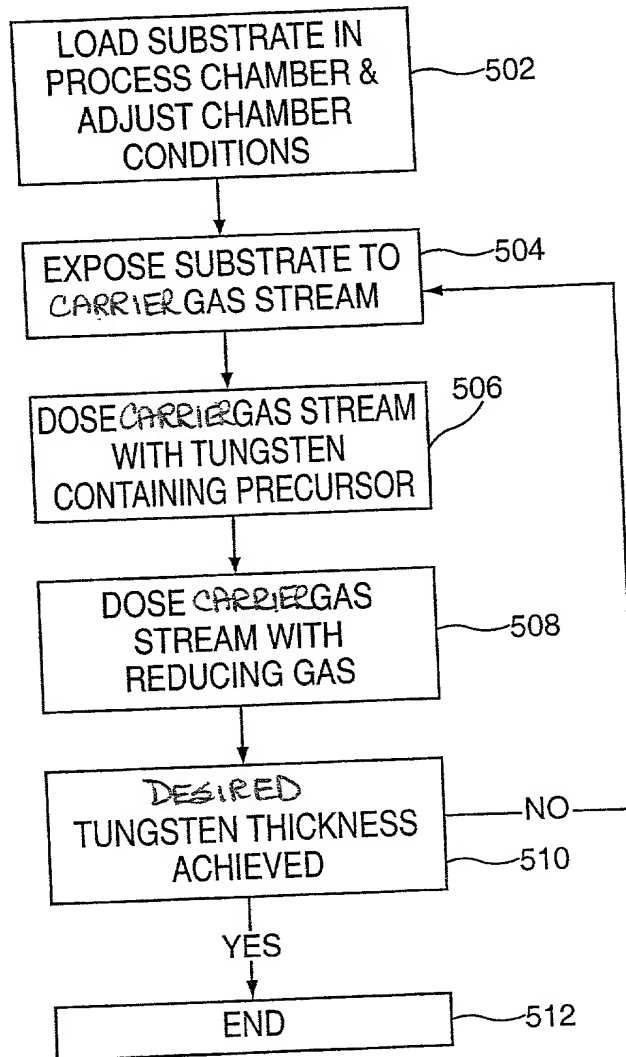 LOAD SUBSTRATE IN
PROCESS CHAMBER &
ADJUST CHAMBER
CONDITIONS
502
EXPOSE SUBSTRATE TO
CARRIER GAS STREAM
504
DOSE CARRIER GAS STREAM
WITH TUNGSTEN
CONTAINING PRECURSOR
506
DOSE CARRIER GAS
STREAM WITH
REDUCING GAS
508
DESIRED
TUNGSTEN THICKNESS
ACHIEVED
NO
510
YES
END
512